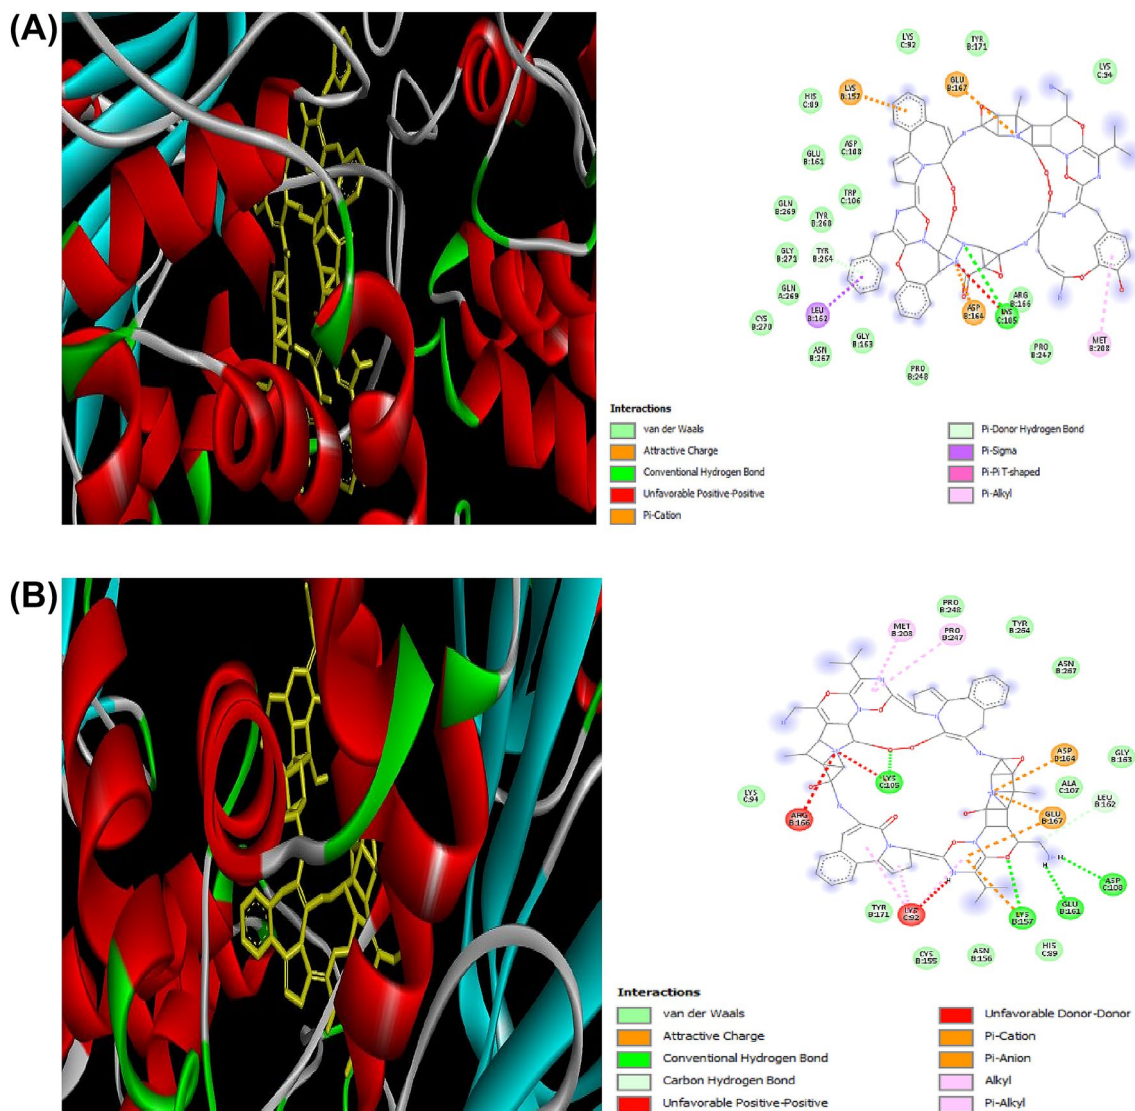 (A)
LYS
C:92
TYR
B:171
LYS
C:94
LYS
B:157
GLU
B:167
HIS
C:89
GLU
B:161
ASP
C:108
GLN
B:269
TRP
C:106
TYR
B:268
GLY
B:271
TYR
B:264
GLN
A:269
LEU
B:162
ASP
B:164
LYS
C:105
ARG
B:166
CYS
B:270
ASN
B:267
GLY
B:163
PRO
B:247
MET
B:208
PRO
B:248
Interactions
van der Waals
Attractive Charge
Conventional Hydrogen Bond
Unfavorable Positive-Positive
Pi-Cation
Pi-Donor Hydrogen Bond
Pi-Sigma
Pi-Pi T-shaped
Pi-Alkyl
(B)
PRO
B:248
MET
B:208
PRO
B:247
TYR
B:264
ASN
B:267
ASP
B:164
GLY
B:163
LYS
C:105
ALA
C:107
LEU
B:162
LYS
C:94
ARG
B:166
GLU
B:167
ASP
C:108
GLU
B:161
TYR
B:171
LYS
C:92
LYS
B:157
CYS
B:155
ASN
B:156
HIS
C:89
H
H
Interactions
van der Waals
Attractive Charge
Conventional Hydrogen Bond
Carbon Hydrogen Bond
Unfavorable Positive-Positive
Unfavorable Donor-Donor
Pi-Cation
Pi-Anion
Alkyl
Pi-Alkyl